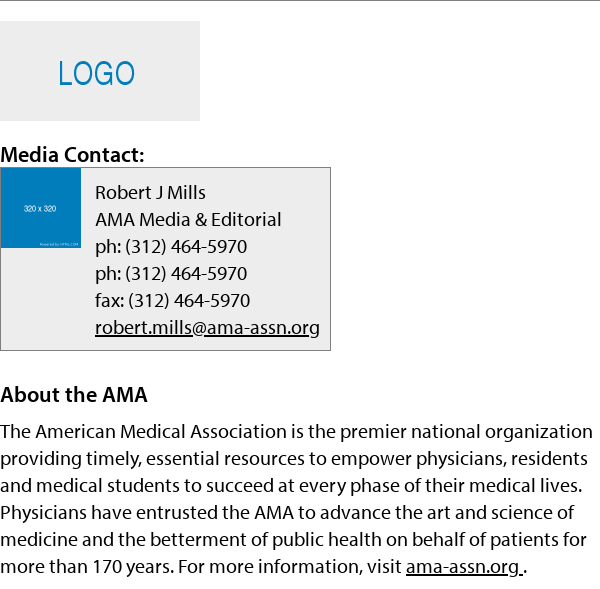 LOGO
Media Contact:
320 x 320
Robert J Mills
AMA Media & Editorial
ph: (312) 464-5970
ph: (312) 464-5970
fax: (312) 464-5970
robert.mills@ama-assn.org
About the AMA
The American Medical Association is the premier national organization
providing timely, essential resources to empower physicians, residents
and medical students to succeed at every phase of their medical lives.
Physicians have entrusted the AMA to advance the art and science of
medicine and the betterment of public health on behalf of patients for
more than 170 years. For more information, visit ama-assn.org .